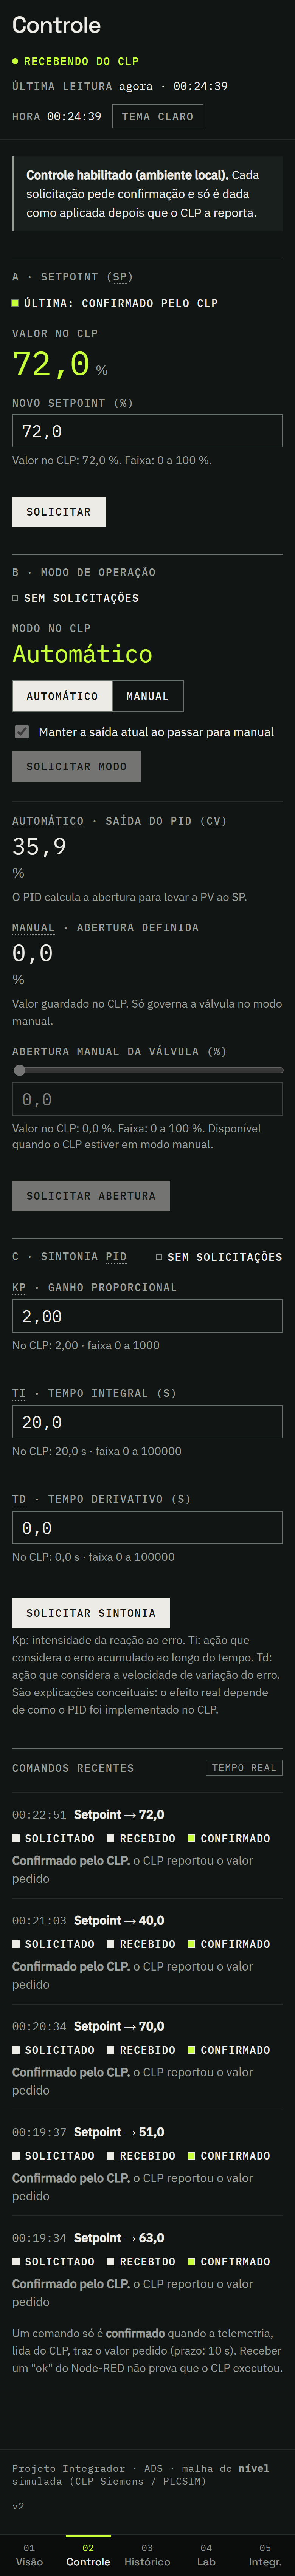 Controle
RECEBENDO DO CLP
ÚLTIMA LEITURA agora · 00:24:39
HORA 00:24:39 TEMA CLARO
Controle habilitado (ambiente local). Cada
solicitação pede confirmação e só é dada
como aplicada depois que o CLP a reporta.
A · SETPOINT (SP)
ÚLTIMA: CONFIRMADO PELO CLP
VALOR NO CLP
72,0 %
NOVO SETPOINT (%)
72,0
Valor no CLP: 72,0 %. Faixa: 0 a 100 %.
SOLICITAR
B · MODO DE OPERAÇÃO
SEM SOLICITAÇÕES
MODO NO CLP
Automático
AUTOMÁTICO MANUAL
Manter a saída atual ao passar para manual
SOLICITAR MODO
AUTOMÁTICO · SAÍDA DO PID (CV)
35,9
%
O PID calcula a abertura para levar a PV ao SP.
MANUAL · ABERTURA DEFINIDA
0,0
%
Valor guardado no CLP. Só governa a válvula no modo
manual.
ABERTURA MANUAL DA VÁLVULA (%)
0,0
Valor no CLP: 0,0 %. Faixa: 0 a 100 %. Disponível
quando o CLP estiver em modo manual.
SOLICITAR ABERTURA
C · SINTONIA PID SEM SOLICITAÇÕES
KP · GANHO PROPORCIONAL
2,00
No CLP: 2,00 · faixa 0 a 1000
TI · TEMPO INTEGRAL (S)
20,0
No CLP: 20,0 s · faixa 0 a 100000
TD · TEMPO DERIVATIVO (S)
0,0
No CLP: 0,0 s · faixa 0 a 100000
SOLICITAR SINTONIA
Kp: intensidade da reação ao erro. Ti: ação que
considera o erro acumulado ao longo do tempo. Td:
ação que considera a velocidade de variação do erro.
São explicações conceituais: o efeito real depende
de como o PID foi implementado no CLP.
COMANDOS RECENTES TEMPO REAL
00:22:51 Setpoint → 72,0
SOLICITADO RECEBIDO CONFIRMADO
Confirmado pelo CLP. o CLP reportou o valor
pedido
00:21:03 Setpoint → 40,0
SOLICITADO RECEBIDO CONFIRMADO
Confirmado pelo CLP. o CLP reportou o valor
pedido
00:20:34 Setpoint → 70,0
SOLICITADO RECEBIDO CONFIRMADO
Confirmado pelo CLP. o CLP reportou o valor
pedido
00:19:37 Setpoint → 51,0
SOLICITADO RECEBIDO CONFIRMADO
Confirmado pelo CLP. o CLP reportou o valor
pedido
00:19:34 Setpoint → 63,0
SOLICITADO RECEBIDO CONFIRMADO
Confirmado pelo CLP. o CLP reportou o valor
pedido
Um comando só é confirmado quando a telemetria,
lida do CLP, traz o valor pedido (prazo: 10 s). Receber
um "ok" do Node-RED não prova que o CLP executou.
Projeto Integrador · ADS · malha de nível
simulada (CLP Siemens / PLCSIM)
v2
01 02 03 04 05
Visão Controle Histórico Lab Integr.